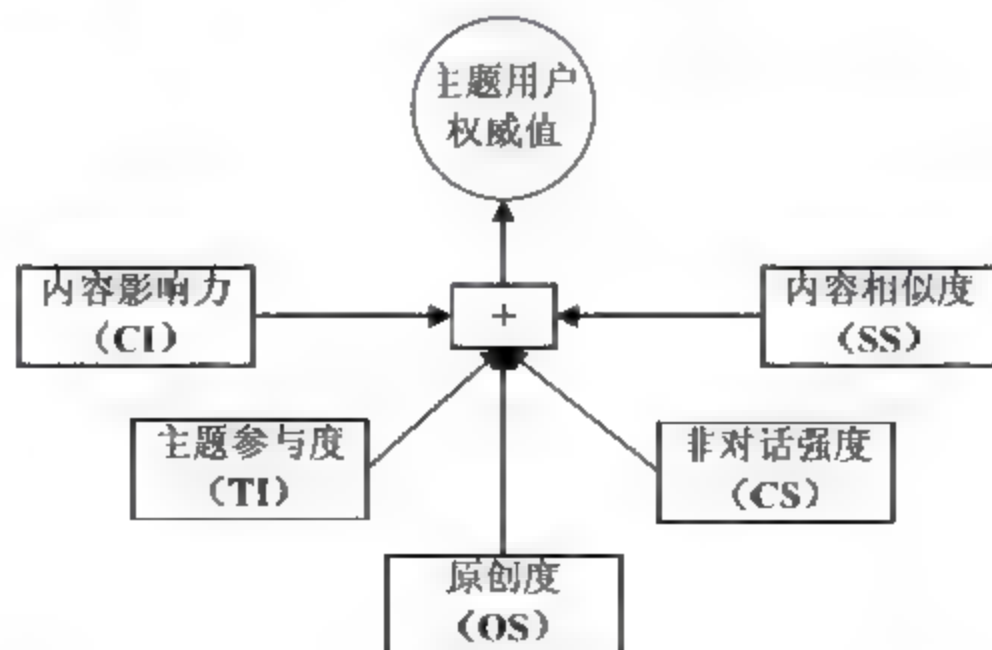 主题用户
权威值
内容影响力
（CI）
+
内容相似度
（SS）
主题参与度
（TI）
非对话强度
（CS）
原创度
（OS）